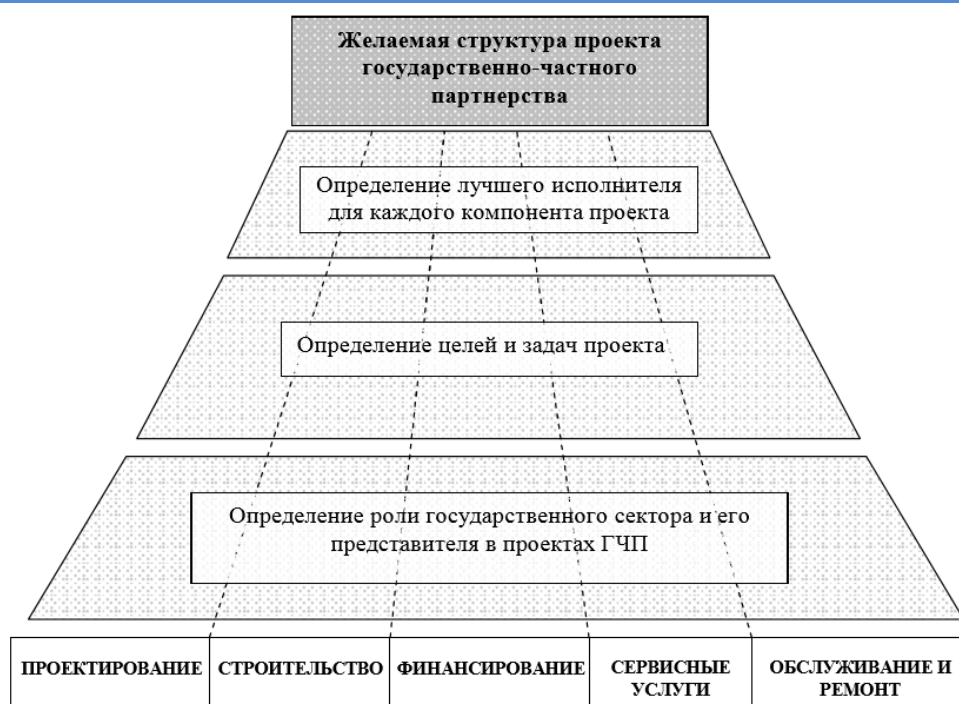 Желаемая структура проекта
государственно-частного
партнерства
Определение лучшего исполнителя
для каждого компонента проекта
Определение целей и задач проекта
Определение роли государственного сектора и его
представителя в проектах ГЧП
ПРОЕКТИРОВАНИЕ
СТРОИТЕЛЬСТВО
ФИНАНСИРОВАНИЕ
СЕРВИСНЫЕ
УСЛУГИ
ОБСЛУЖИВАНИЕ И
РЕМОНТ